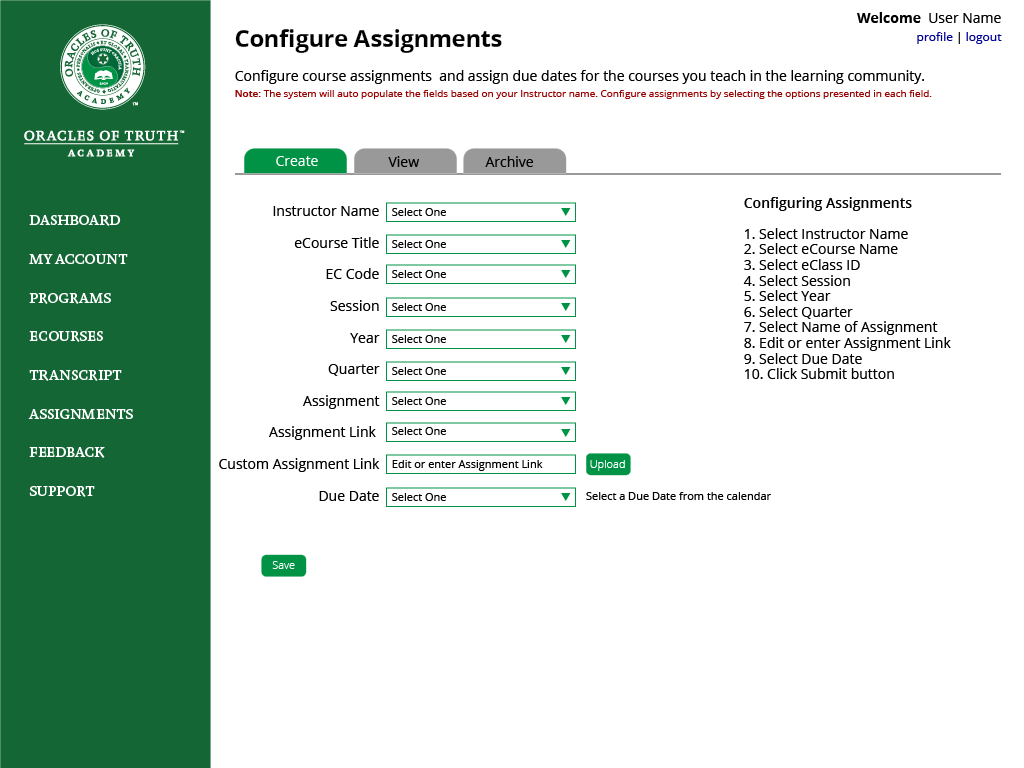 Welcome User Name
profile | logout
ORACLES OF TRUTH
ACADEMY
™
ORACLES OF TRUTH™
ACADEMY
DASHBOARD
MY ACCOUNT
PROGRAMS
ECOURSES
TRANSCRIPT
ASSIGNMENTS
FEEDBACK
SUPPORT
Configure Assignments
Configure course assignments  and assign due dates for the courses you teach in the learning community.
Note: The system will auto populate the fields based on your Instructor name. Configure assignments by selecting the options presented in each field.
Create View Archive
Instructor Name Select One
eCourse Title Select One
EC Code Select One
Session Select One
Year Select One
Quarter Select One
Assignment Select One
Assignment Link Select One
Custom Assignment Link Edit or enter Assignment Link Upload
Due Date Select One Select a Due Date from the calendar
Save
Configuring Assignments
1. Select Instructor Name
2. Select eCourse Name
3. Select eClass ID
4. Select Session
5. Select Year
6. Select Quarter
7. Select Name of Assignment
8. Edit or enter Assignment Link
9. Select Due Date
10. Click Submit button